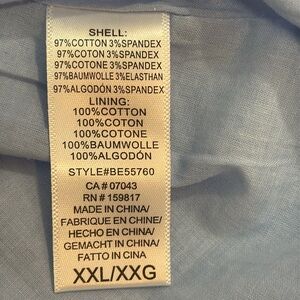 SHELL:
97%COTTON 3%SPANDEX
97%COTON 3%SPANDEX
97%COTONE 3%SPANDEX
97%BAUMWOLLE 3%ELASTHAN
97%ALGODÓN 3%SPANDEX
LINING:
100%COTTON
100%COTON
100%COTONE
100%BAUMWOLLE
100%ALGODÓN
STYLE#BE55760
CA# 07043
RN # 159817
MADE IN CHINA/
FABRIQUE EN CHINE/
HECHO EN CHINA/
GEMACHT IN CHINA/
FATTO IN CINA
XXL/XXG